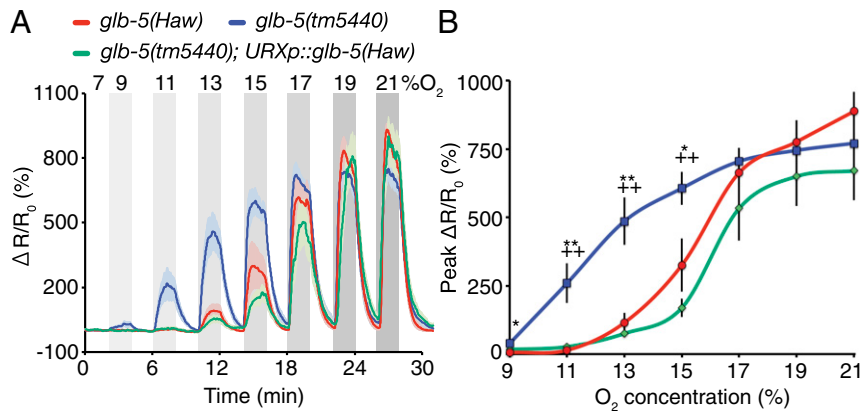 A
glb-5(Haw)
glb-5(tm5440)
glb-5(tm5440); URXp::glb-5(Haw)
7 9 11 13 15 17 19 21 %O2
1100
800
500
200
-100
Δ R/R0 (%)
0 6 12 18 24 30
Time (min)
B
1000
750
500
250
0
Peak ΔR/R0 (%)
*
**
++
**
++
*
++
9 11 13 15 17 19 21
O2 concentration (%)